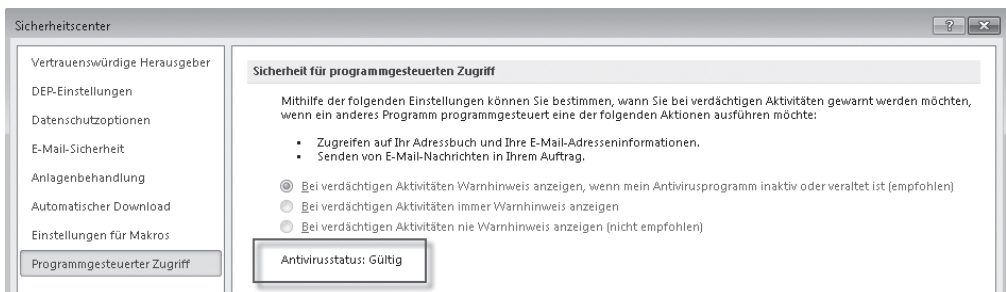 Sicherheitscenter
Vertrauenswürdige Herausgeber
DEP-Einstellungen
Datenschutzoptionen
E-Mail-Sicherheit
Anlagenbehandlung
Automatischer Download
Einstellungen für Makros
Programmgesteuerter Zugriff
Sicherheit für programmgesteuerten Zugriff
Mithilfe der folgenden Einstellungen können Sie bestimmen, wann Sie bei verdächtigen Aktivitäten gewarnt werden möchten,
wenn ein anderes Programm programmgesteuert eine der folgenden Aktionen ausführen möchte:
▪ Zugreifen auf Ihr Adressbuch und Ihre E-Mail-Adresseninformationen.
▪ Senden von E-Mail-Nachrichten in Ihrem Auftrag.
Bei verdächtigen Aktivitäten Warnhinweis anzeigen, wenn mein Antivirusprogramm inaktiv oder veraltet ist (empfohlen)
Bei verdächtigen Aktivitäten immer Warnhinweis anzeigen
Bei verdächtigen Aktivitäten nie Warnhinweis anzeigen (nicht empfohlen)
Antivirusstatus: Gültig